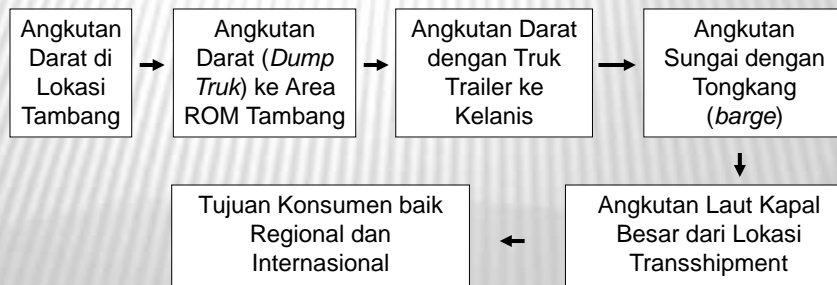 Angkutan
Darat di
Lokasi
Tambang
Angkutan
Darat (Dump
Truk) ke Area
ROM Tambang
Angkutan Darat
dengan Truk
Trailer ke
Kelanis
Angkutan
Sungai dengan
Tongkang
(barge)
Angkutan Laut Kapal
Besar dari Lokasi
Transshipment
Tujuan Konsumen baik
Regional dan
Internasional